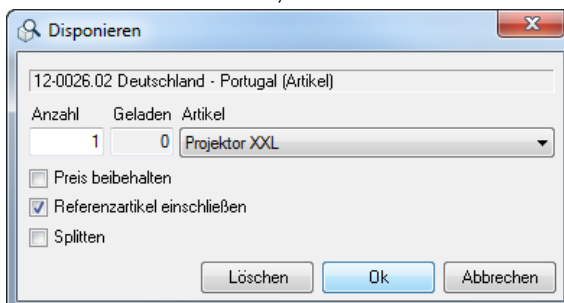 Disponieren
12-0026.02 Deutschland - Portugal (Artikel)
Anzahl Geladen Artikel
1 0 Projektor XXL
Preis beibehalten
Referenzartikel einschließen
Splitten
Löschen Ok Abbrechen